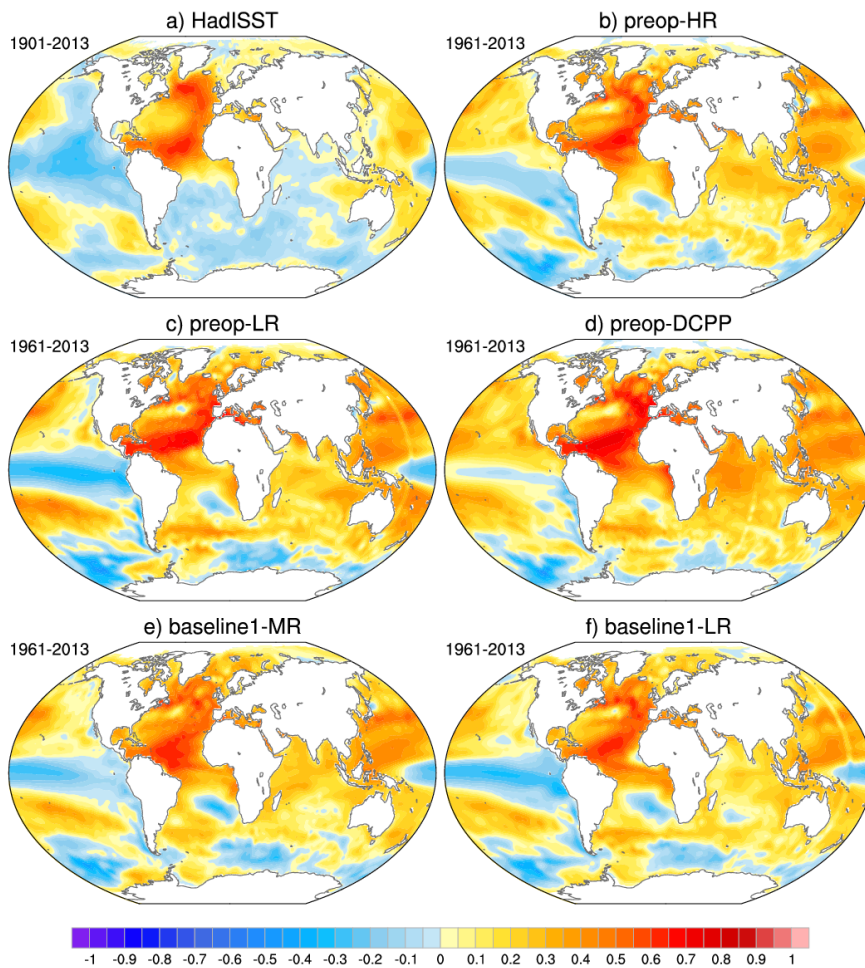 a) HadISST
1901-2013
b) preop-HR
1961-2013
c) preop-LR
1961-2013
d) preop-DCPP
1961-2013
e) baseline1-MR
1961-2013
f) baseline1-LR
1961-2013
-1 -0.9 -0.8 -0.7 -0.6 -0.5 -0.4 -0.3 -0.2 -0.1 0 0.1 0.2 0.3 0.4 0.5 0.6 0.7 0.8 0.9 1